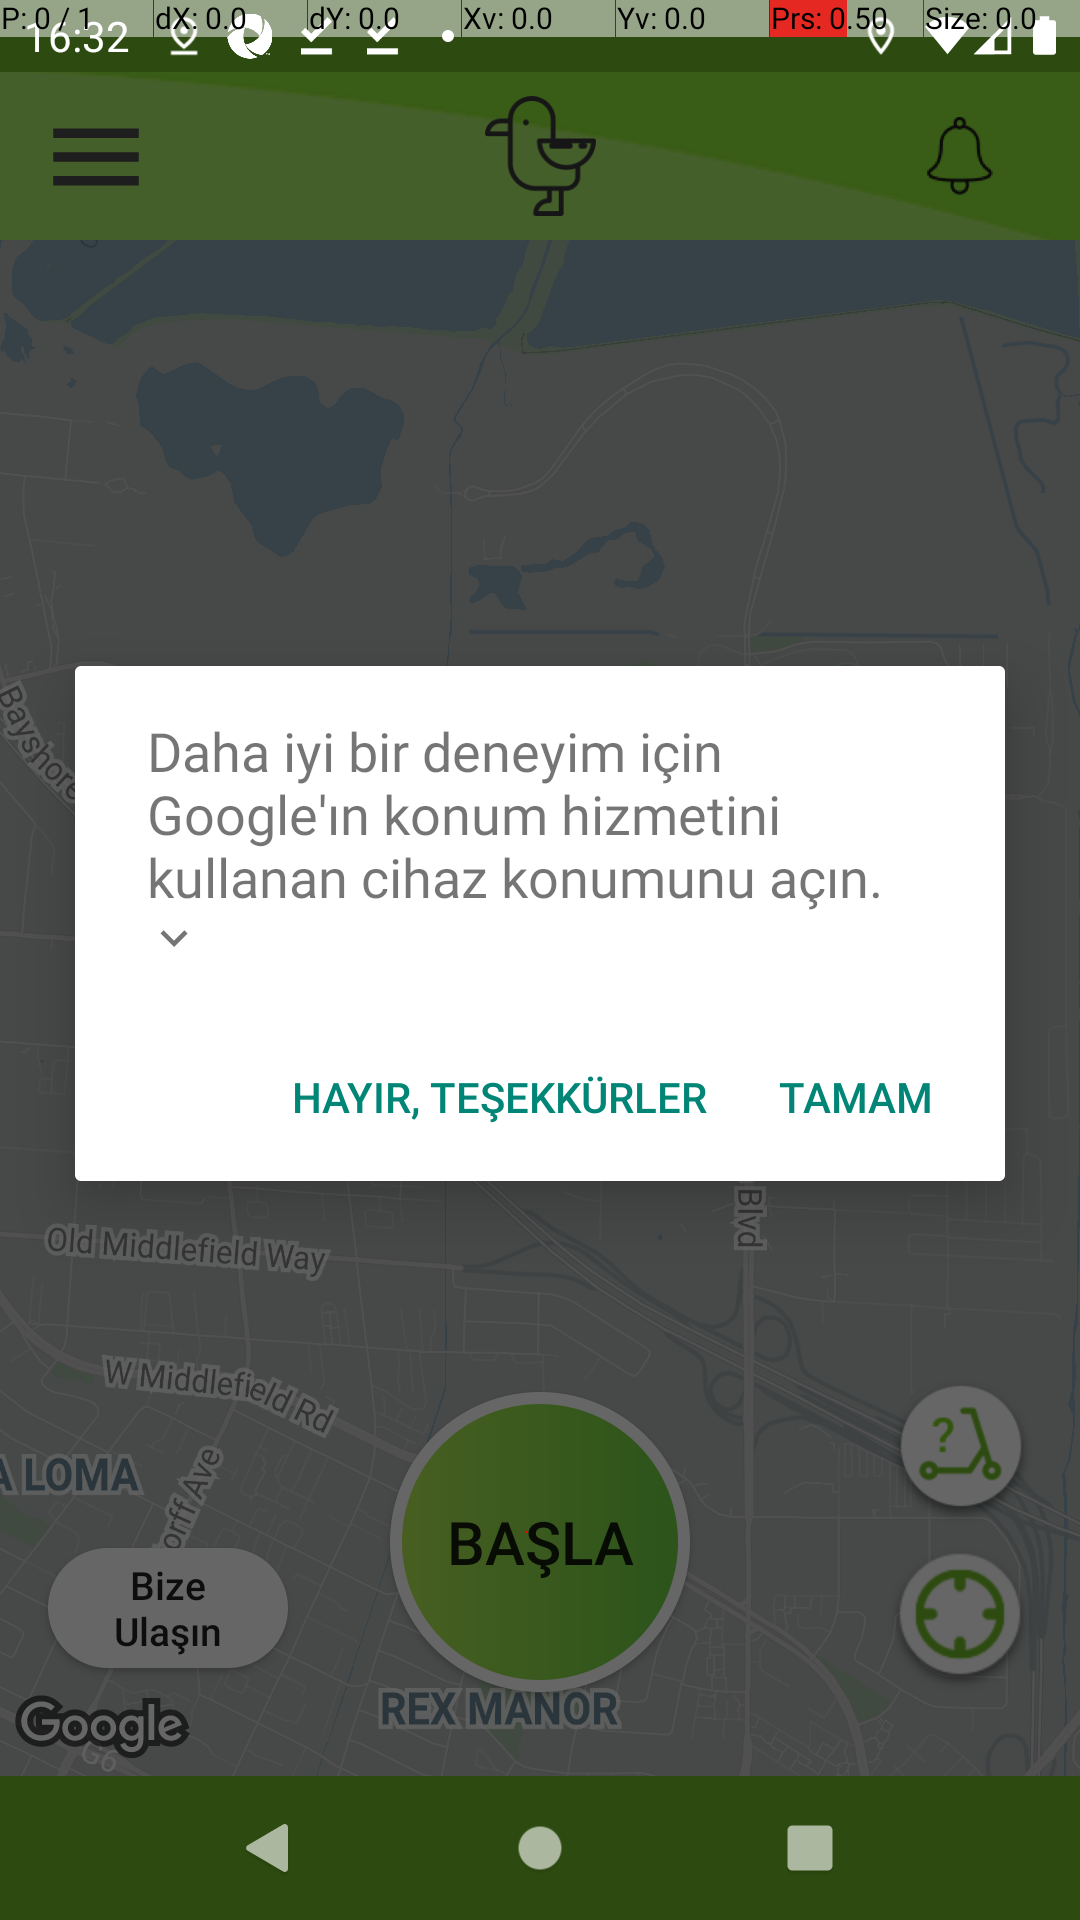 P: 0 / 1 dX: 0.0 dY: 0.0 Xv: 0.0 Yv: 0.0 Prs: 0.50 Size: 0.0
16:32
Bayshore
Daha iyi bir deneyim için
Google'ın konum hizmetini
kullanan cihaz konumunu açın.
HAYIR, TEŞEKKÜRLER TAMAM
Blvd
Old Middlefield Way
W Middlefield Rd
A LOMA
orff Ave
?
BAŞLA
Bize
Ulaşın
REX MANOR
Google
G6